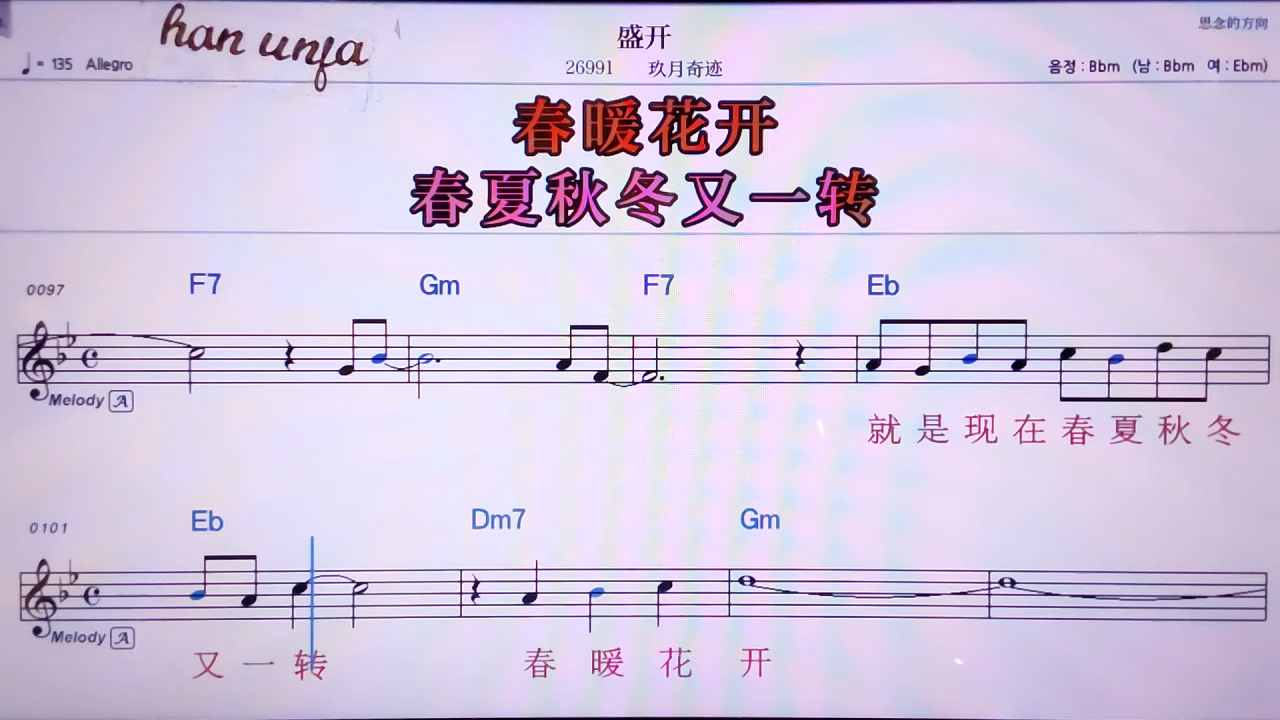 han unfa
思念的方向
盛开
♩= 135 Allegro
26991 玖月奇迹
음정 : Bbm (남 : Bbm 여 : Ebm)
春暖花开
春夏秋冬又一转
0097
F7 Gm F7 Eb
Melody A
就是现在春夏秋冬
0101
Eb Dm7 Gm
Melody A
又一转 春暖花开